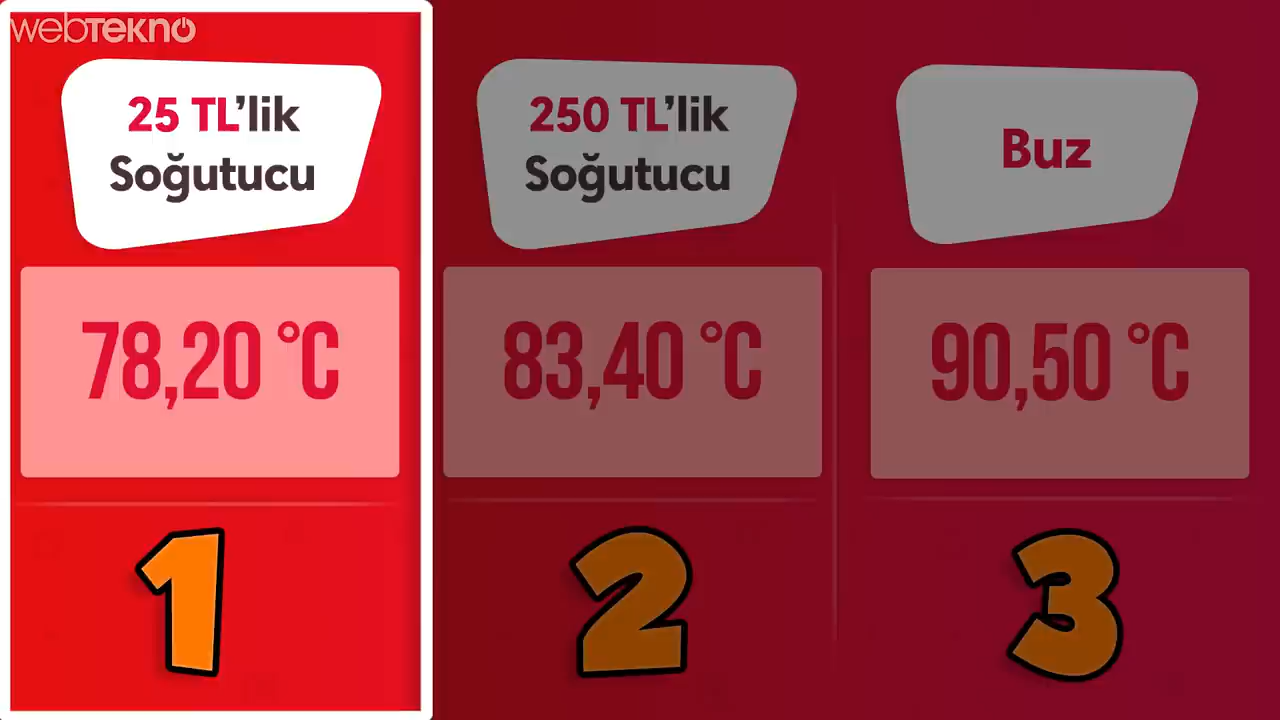 webTEKNO
25 TL’lik
Soğutucu
250 TL’lik
Soğutucu
Buz
78,20 °C
83,40 °C
90,50 °C
1
2
3